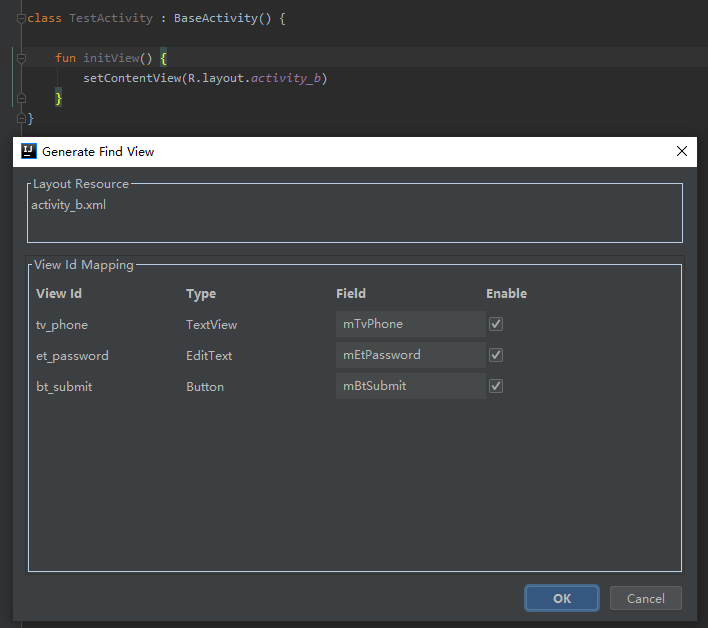 class TestActivity : BaseActivity() {
fun initView() {
setContentView(R.layout.activity_b)
}
}
IJ Generate Find View
Layout Resource
activity_b.xml
View Id Mapping
View Id Type Field Enable
tv_phone TextView mTvPhone
et_password EditText mEtPassword
bt_submit Button mBtSubmit
OK Cancel